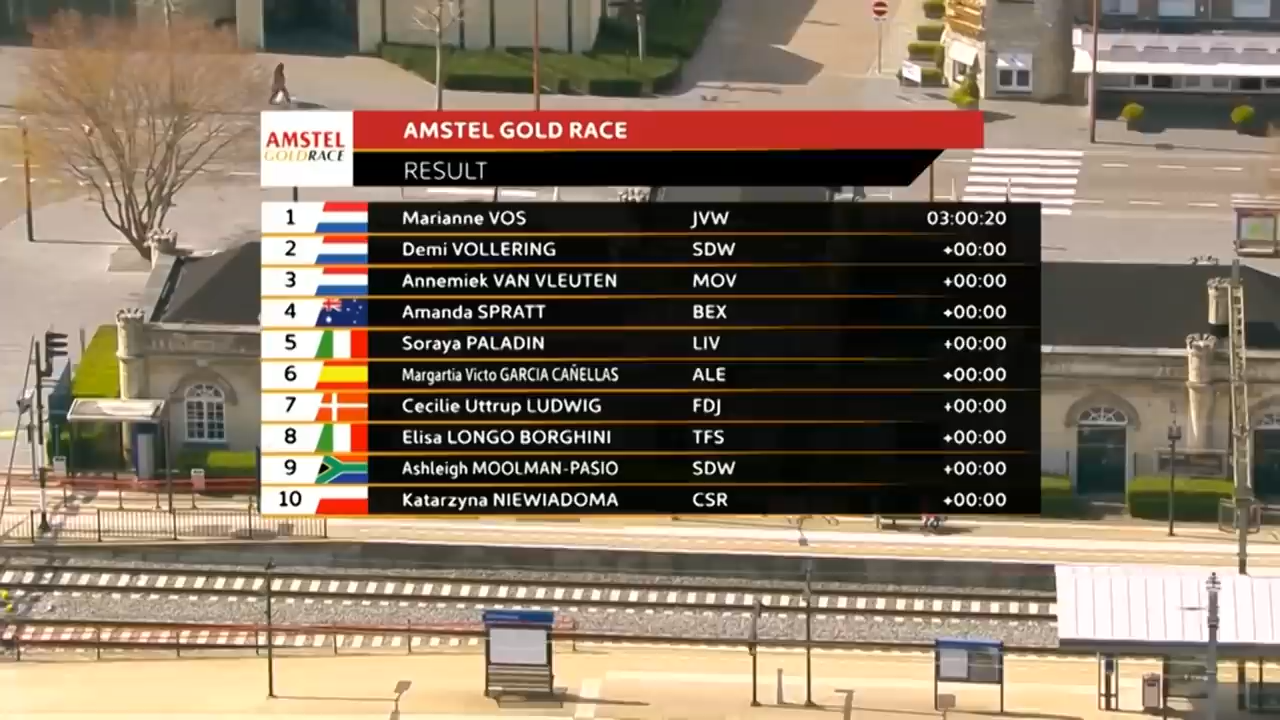 AMSTEL
GOLDRACE
AMSTEL GOLD RACE
RESULT
1 Marianne VOS JVW 03:00:20
2 Demi VOLLERING SDW +00:00
3 Annemiek VAN VLEUTEN MOV +00:00
4 Amanda SPRATT BEX +00:00
5 Soraya PALADIN LIV +00:00
6 Margartia Victo GARCIA CAÑELLAS ALE +00:00
7 Cecilie Uttrup LUDWIG FDJ +00:00
8 Elisa LONGO BORGHINI TFS +00:00
9 Ashleigh MOOLMAN-PASIO SDW +00:00
10 Katarzyna NIEWIADOMA CSR +00:00